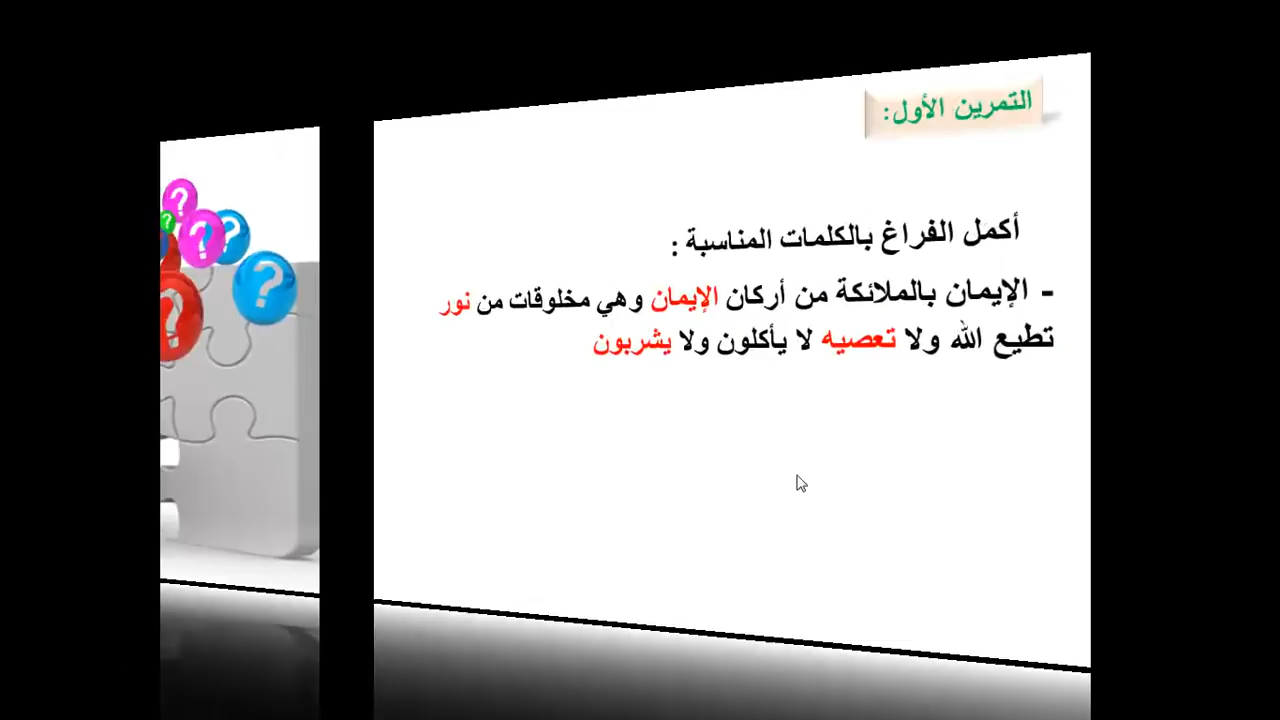 التمرين الأول:
أكمل الفراغ بالكلمات المناسبة :
- الإيمان بالملائكة من أركان الإيمان وهي مخلوقات من نور
تطيع الله ولا تعصيه لا يأكلون ولا يشربون
? ? ? ? ? ?